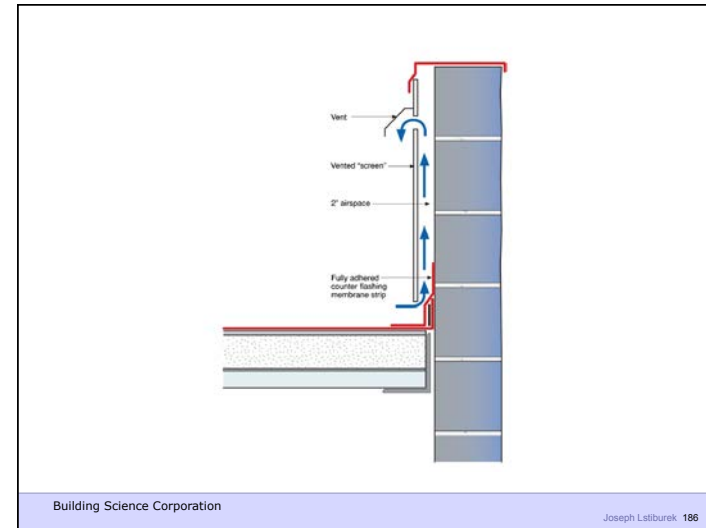 Vent
Vented "screen"
2" airspace
Fully adhered
counter flashing
membrane strip
Building Science Corporation
Joseph Lstiburek 186